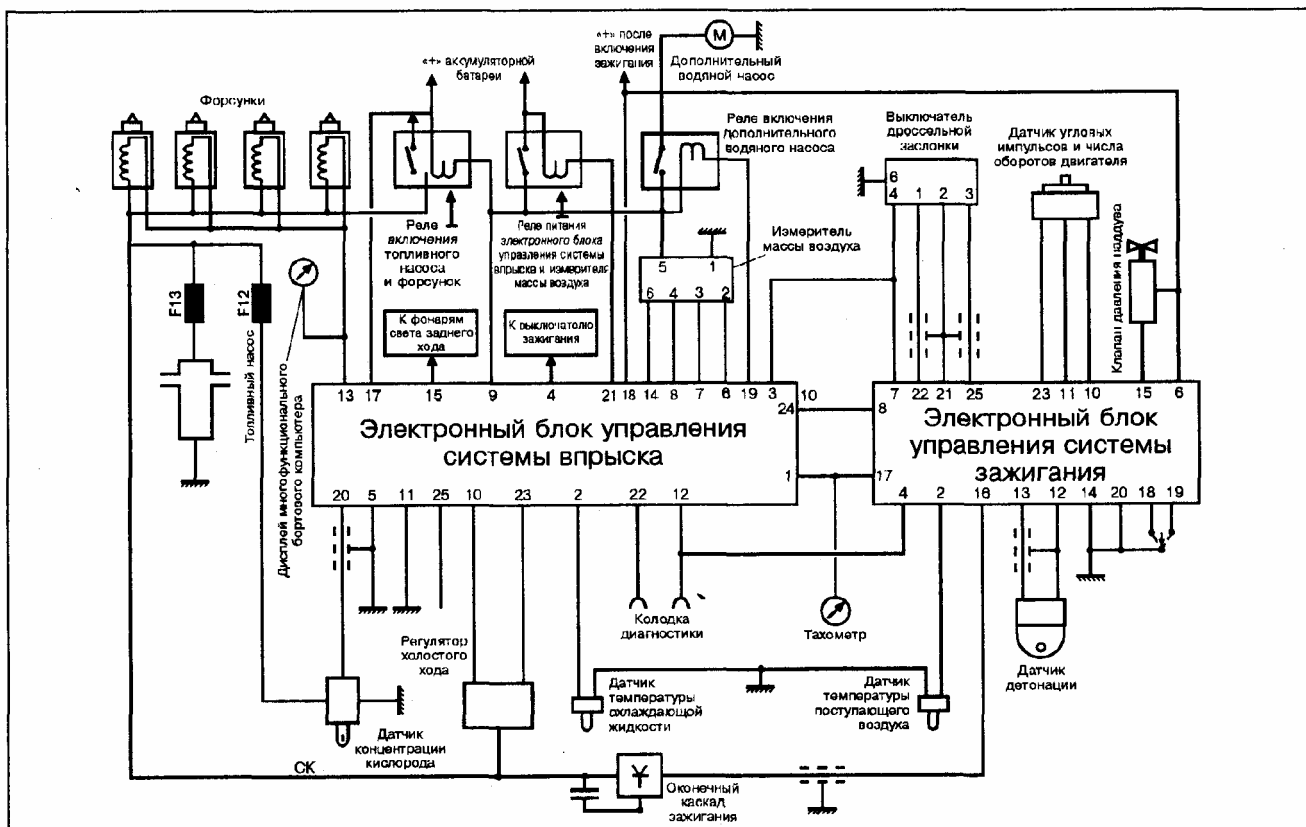 «+» после
включения
зажигания
«+» аккумуляторной
батареи
M
Дополнительный
водяной насос
Форсунки
Реле включения
дополнительного
водяного насоса
Выключатель
дроссельной
заслонки
Датчик угловых
импульсов и числа
оборотов двигателя
6
4 1 2 3
Реле
включения
топливного
насоса
и форсунок
Реле питания
электронного блока
управления системы
впрыска и измерителя
массы воздуха
Измеритель
массы воздуха
5 1
6 4 3 2
Клапан давления наддува
F13
F12
Топливный насос
Дисплей многофункционального
бортового компьютера
К фонарям
света заднего
хода
К выключатолю
зажигания
13 17 15 9 4 21 18 14 8 7 6 19 3 10
24
1
Электронный блок управления
системы впрыска
20 5 11 25 10 23 2 22 12
7 22 21 25 23 11 10 15 6
8
17
Электронный блок
управления системы
зажигания
4 2 16 13 12 14 20 18 19
Регулятор
холостого
хода
Колодка
диагностики
Тахометр
Датчик
детонации
Датчик
температуры
охлаждающей
жидкости
Датчик
температуры
поступающего
воздуха
Датчик
концентрации
кислорода
СК
Оконечный
каскад
зажигания